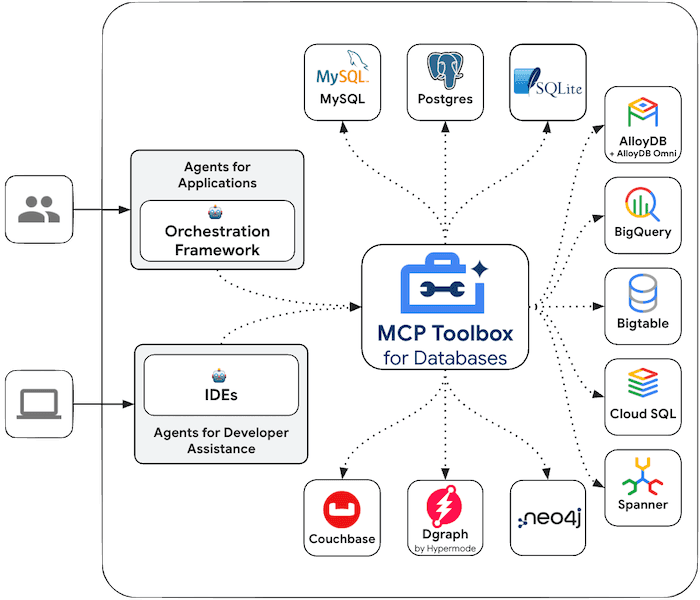 MySQL
MySQL
Postgres
SQLite
AlloyDB
+ AlloyDB Omni
Agents for
Applications
Orchestration
Framework
BigQuery
MCP Toolbox
for Databases
Bigtable
IDEs
Agents for Developer
Assistance
Cloud SQL
Spanner
Couchbase
Dgraph
by Hypermode
neo4j